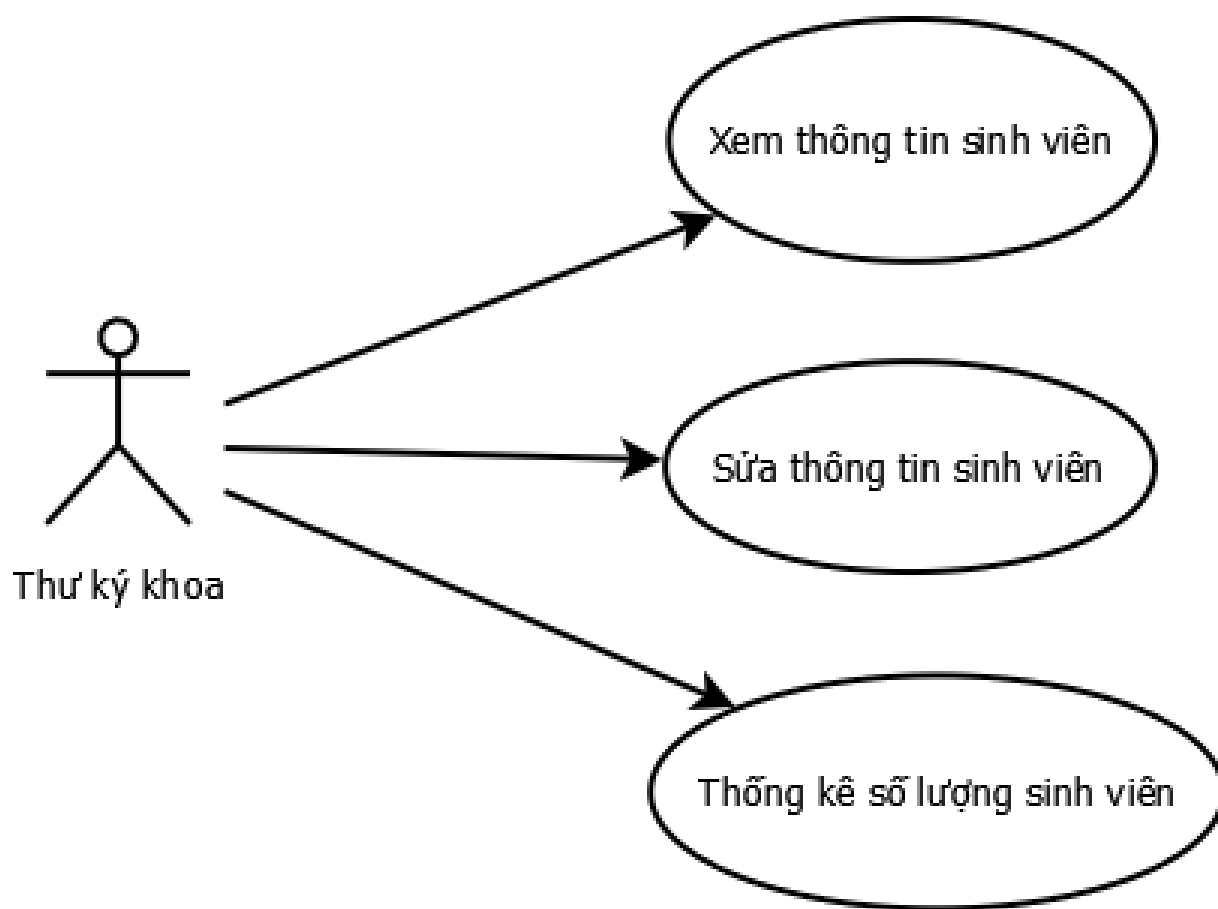 Xem thông tin sinh viên
Sửa thông tin sinh viên
Thư ký khoa
Thống kê số lượng sinh viên